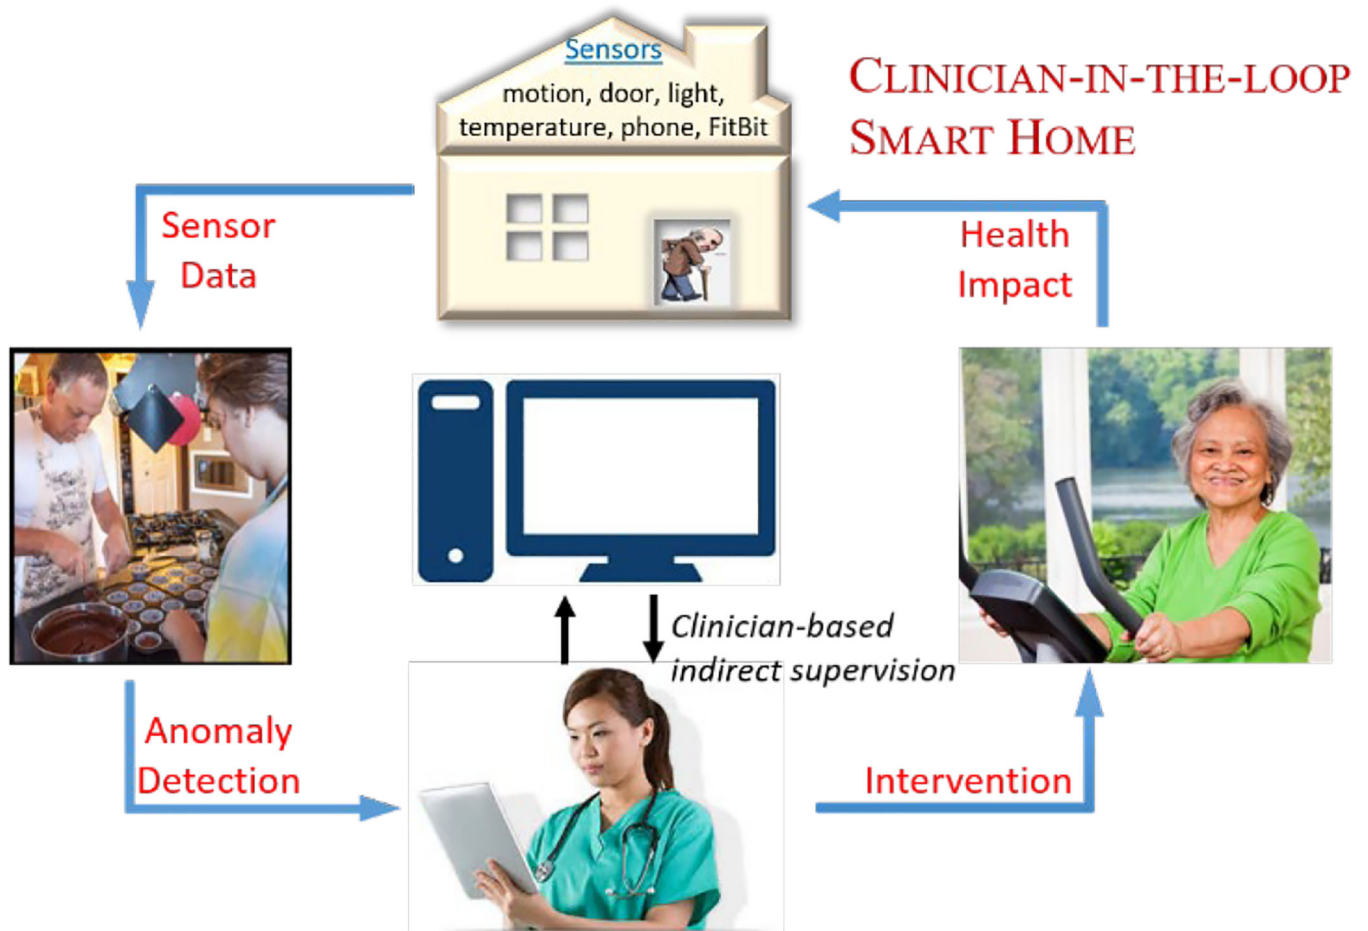 Sensors
motion, door, light,
temperature, phone, FitBit
CLINICIAN-IN-THE-LOOP
SMART HOME
Sensor
Data
Health
Impact
Clinician-based
indirect supervision
Anomaly
Detection
Intervention